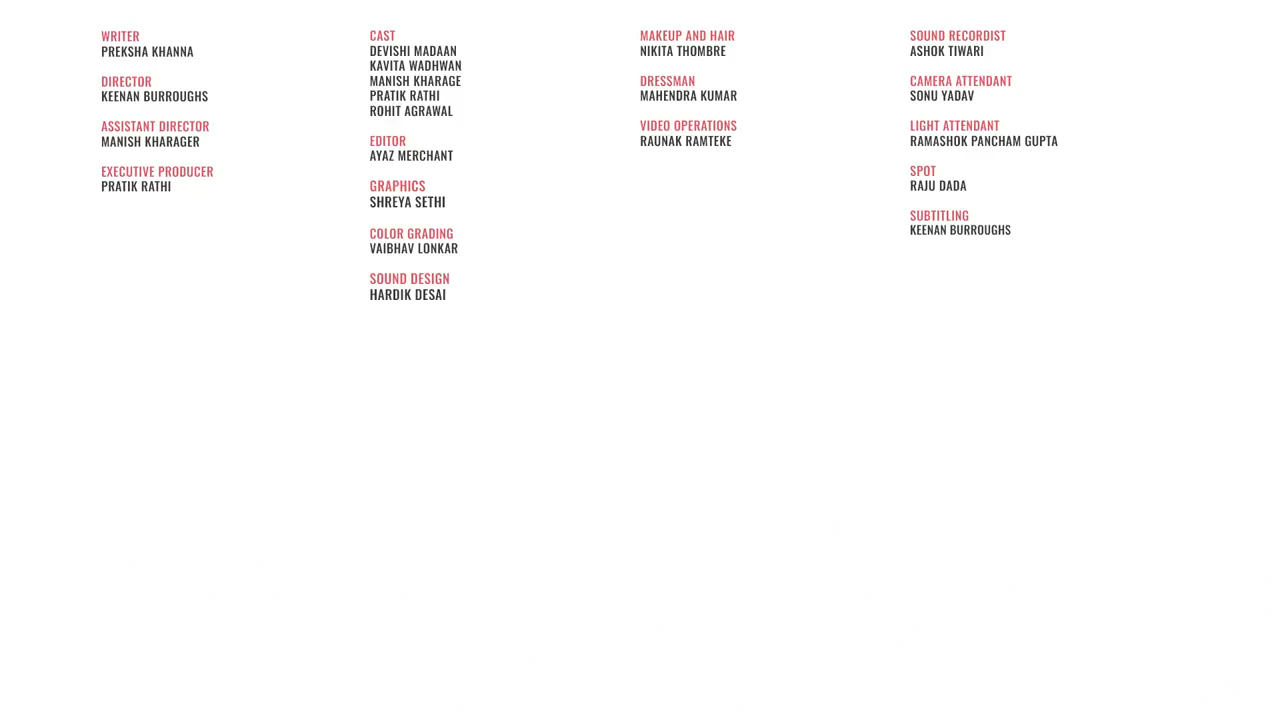 WRITER
PREKSHA KHANNA
DIRECTOR
KEENAN BURROUGHS
ASSISTANT DIRECTOR
MANISH KHARAGER
EXECUTIVE PRODUCER
PRATIK RATHI
CAST
DEVISHI MADAAN
KAVITA WADHWAN
MANISH KHARAGE
PRATIK RATHI
ROHIT AGRAWAL
EDITOR
AYAZ MERCHANT
GRAPHICS
SHREYA SETHI
COLOR GRADING
VAIBHAV LONKAR
SOUND DESIGN
HARDIK DESAI
MAKEUP AND HAIR
NIKITA THOMBRE
DRESSMAN
MAHENDRA KUMAR
VIDEO OPERATIONS
RAUNAK RAMTEKE
SOUND RECORDIST
ASHOK TIWARI
CAMERA ATTENDANT
SONU YADAV
LIGHT ATTENDANT
RAMASHOK PANCHAM GUPTA
SPOT
RAJU DADA
SUBTITLING
KEENAN BURROUGHS